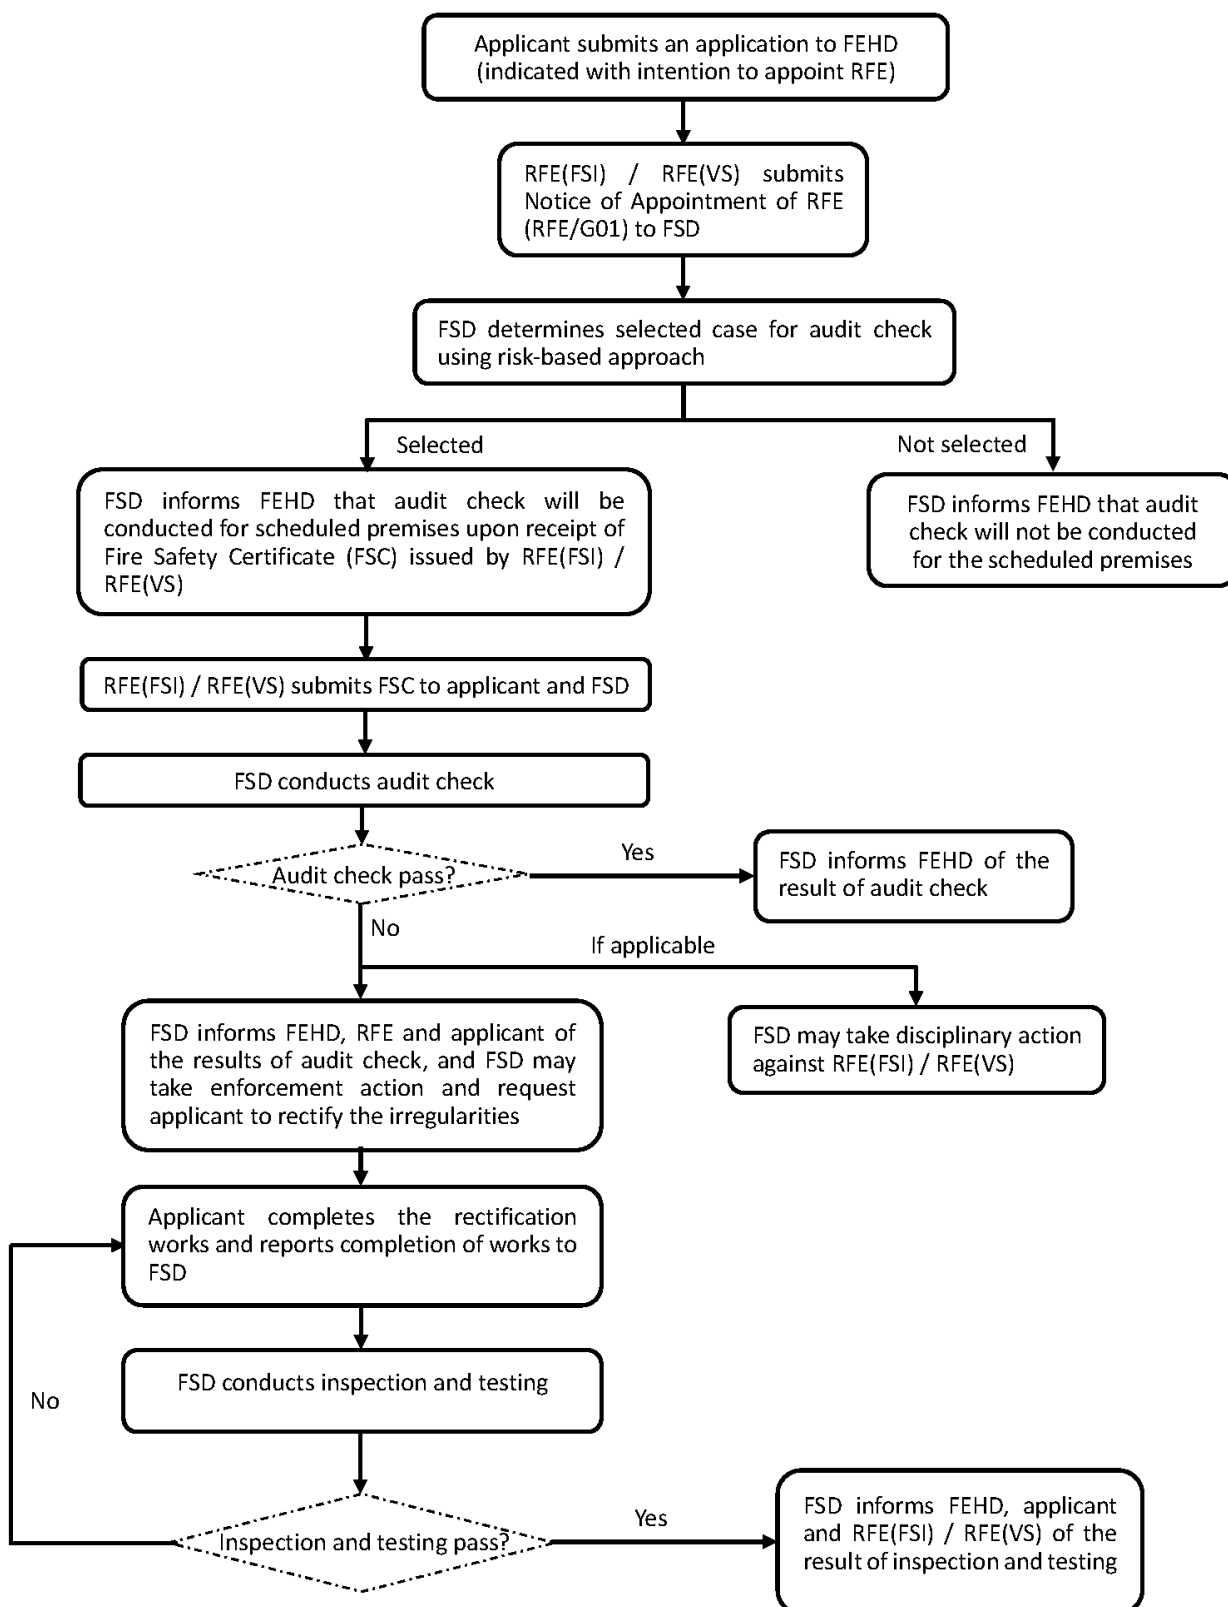 Applicant submits an application to FEHD
(indicated with intention to appoint RFE)
RFE(FSI) / RFE(VS) submits
Notice of Appointment of RFE
(RFE/G01) to FSD
FSD determines selected case for audit check
using risk-based approach
Selected
Not selected
FSD informs FEHD that audit check will be
conducted for scheduled premises upon receipt of
Fire Safety Certificate (FSC) issued by RFE(FSI) /
RFE(VS)
FSD informs FEHD that audit
check will not be conducted
for the scheduled premises
RFE(FSI) / RFE(VS) submits FSC to applicant and FSD
FSD conducts audit check
Audit check pass?
Yes
FSD informs FEHD of the
result of audit check
No
If applicable
FSD informs FEHD, RFE and applicant of
the results of audit check, and FSD may
take enforcement action and request
applicant to rectify the irregularities
FSD may take disciplinary action
against RFE(FSI) / RFE(VS)
Applicant completes the rectification
works and reports completion of works to
FSD
FSD conducts inspection and testing
No
Inspection and testing pass?
Yes
FSD informs FEHD, applicant
and RFE(FSI) / RFE(VS) of the
result of inspection and testing